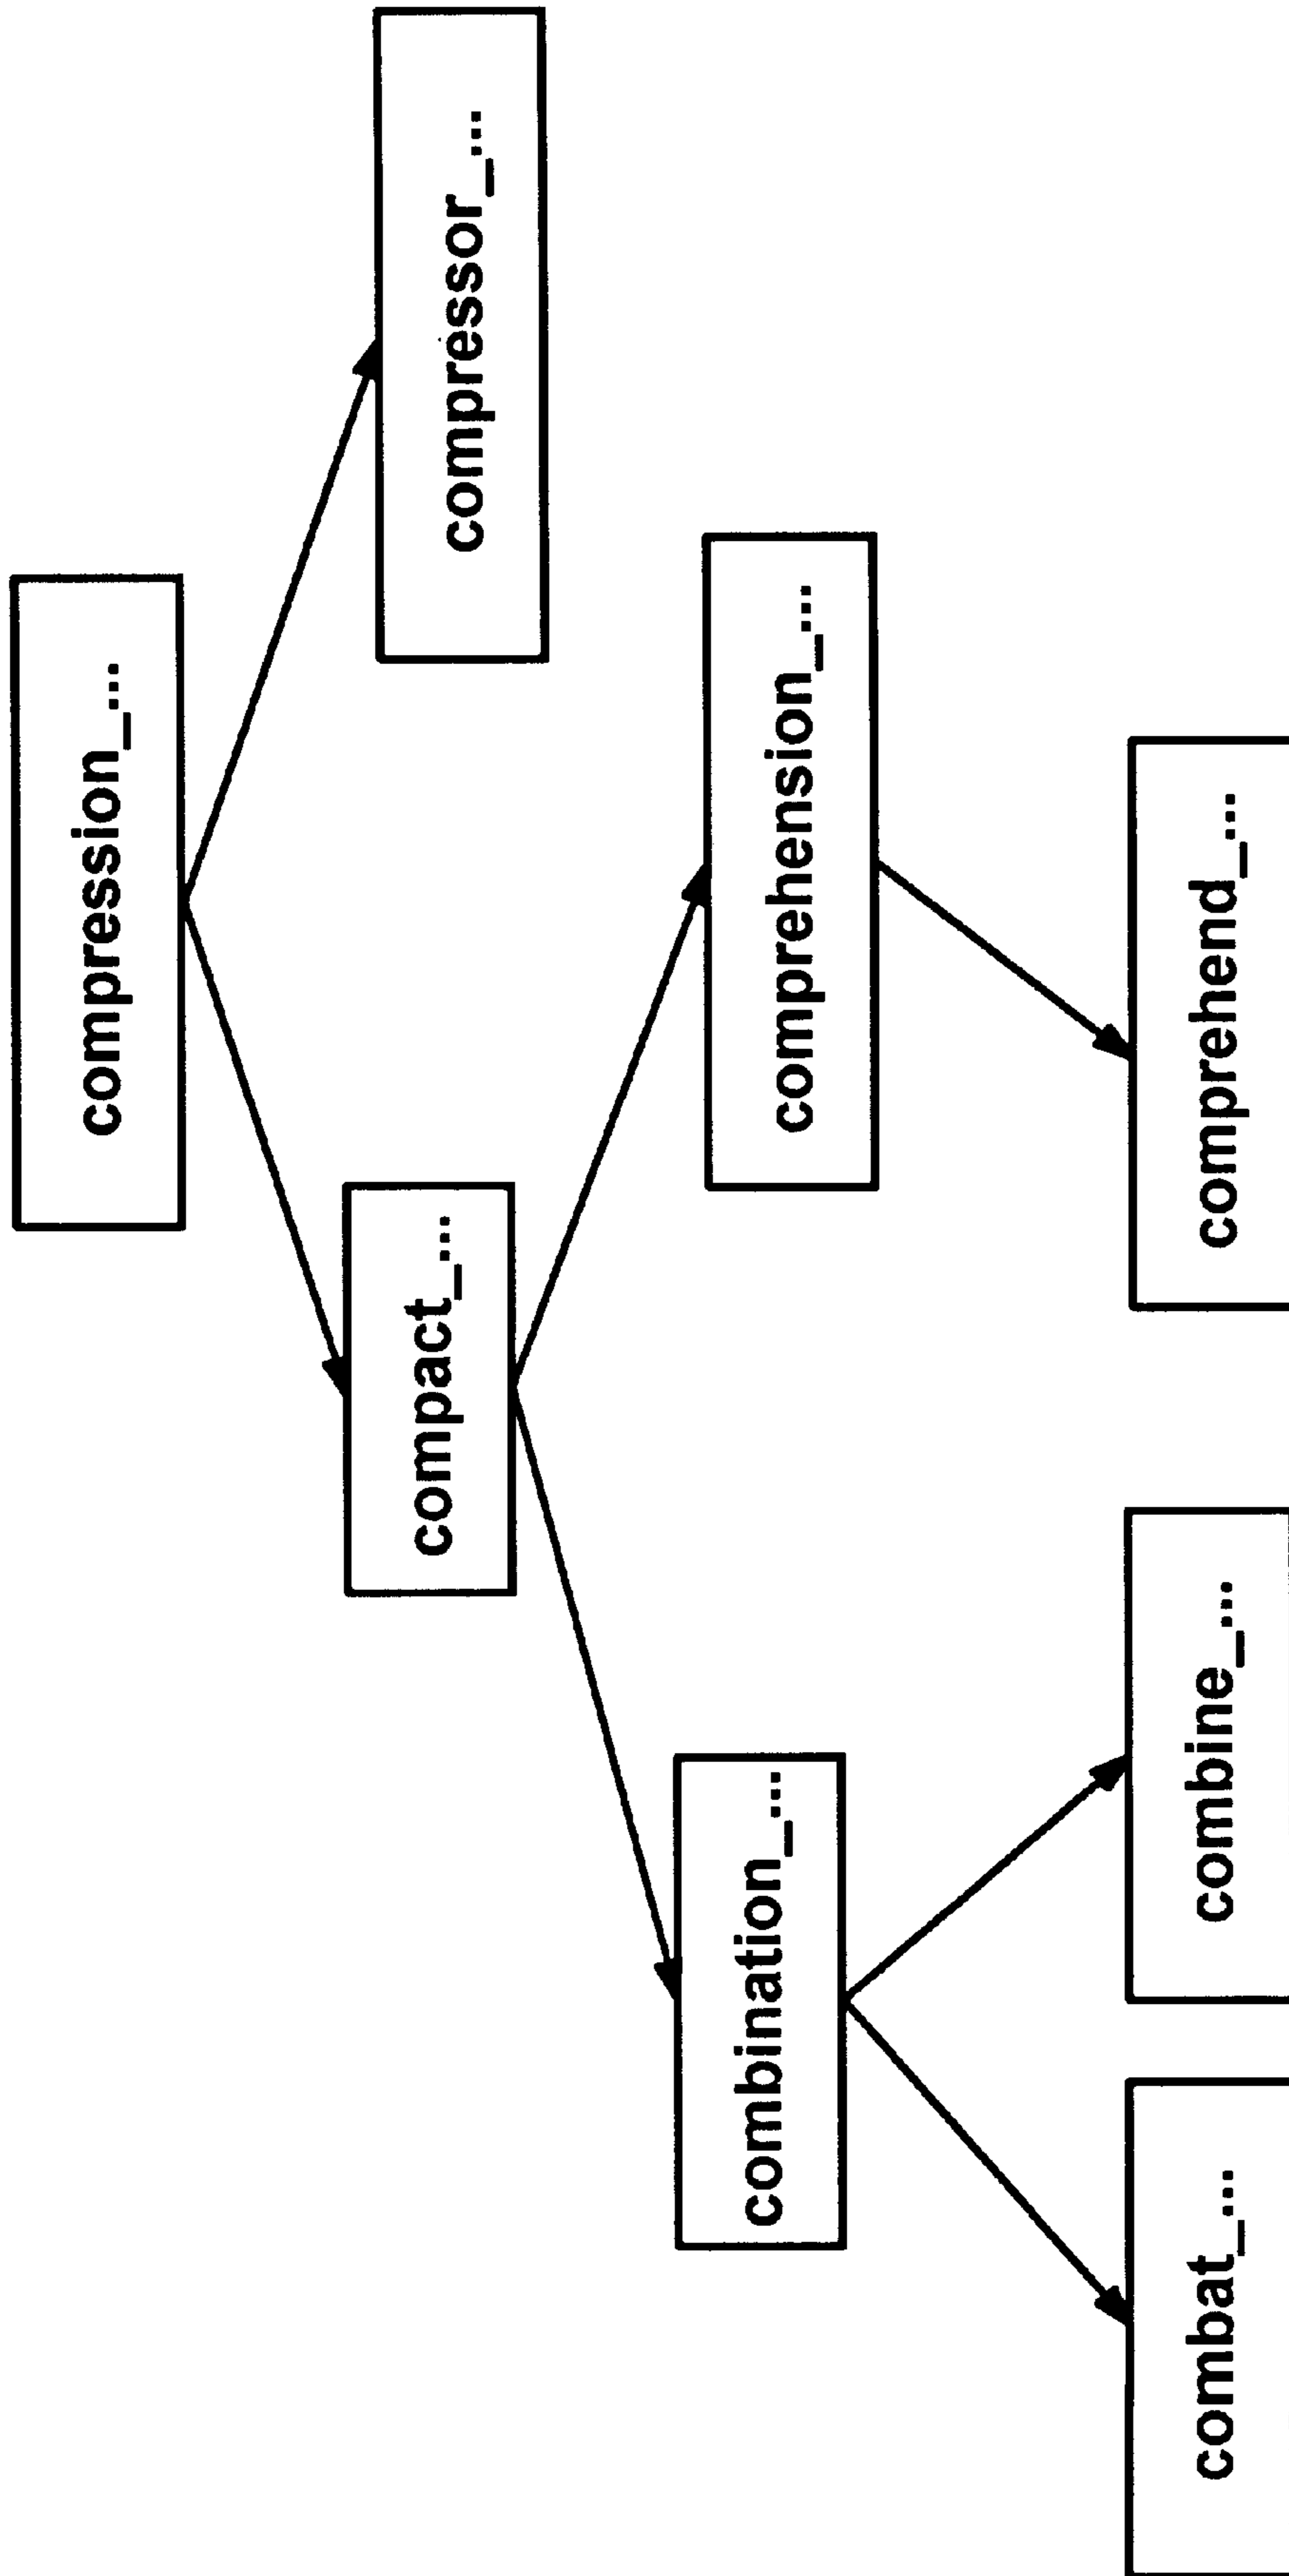 compression_...
compact_...
compressor_...
combination_...
comprehension_...
combat_...
combine_...
comprehend_...